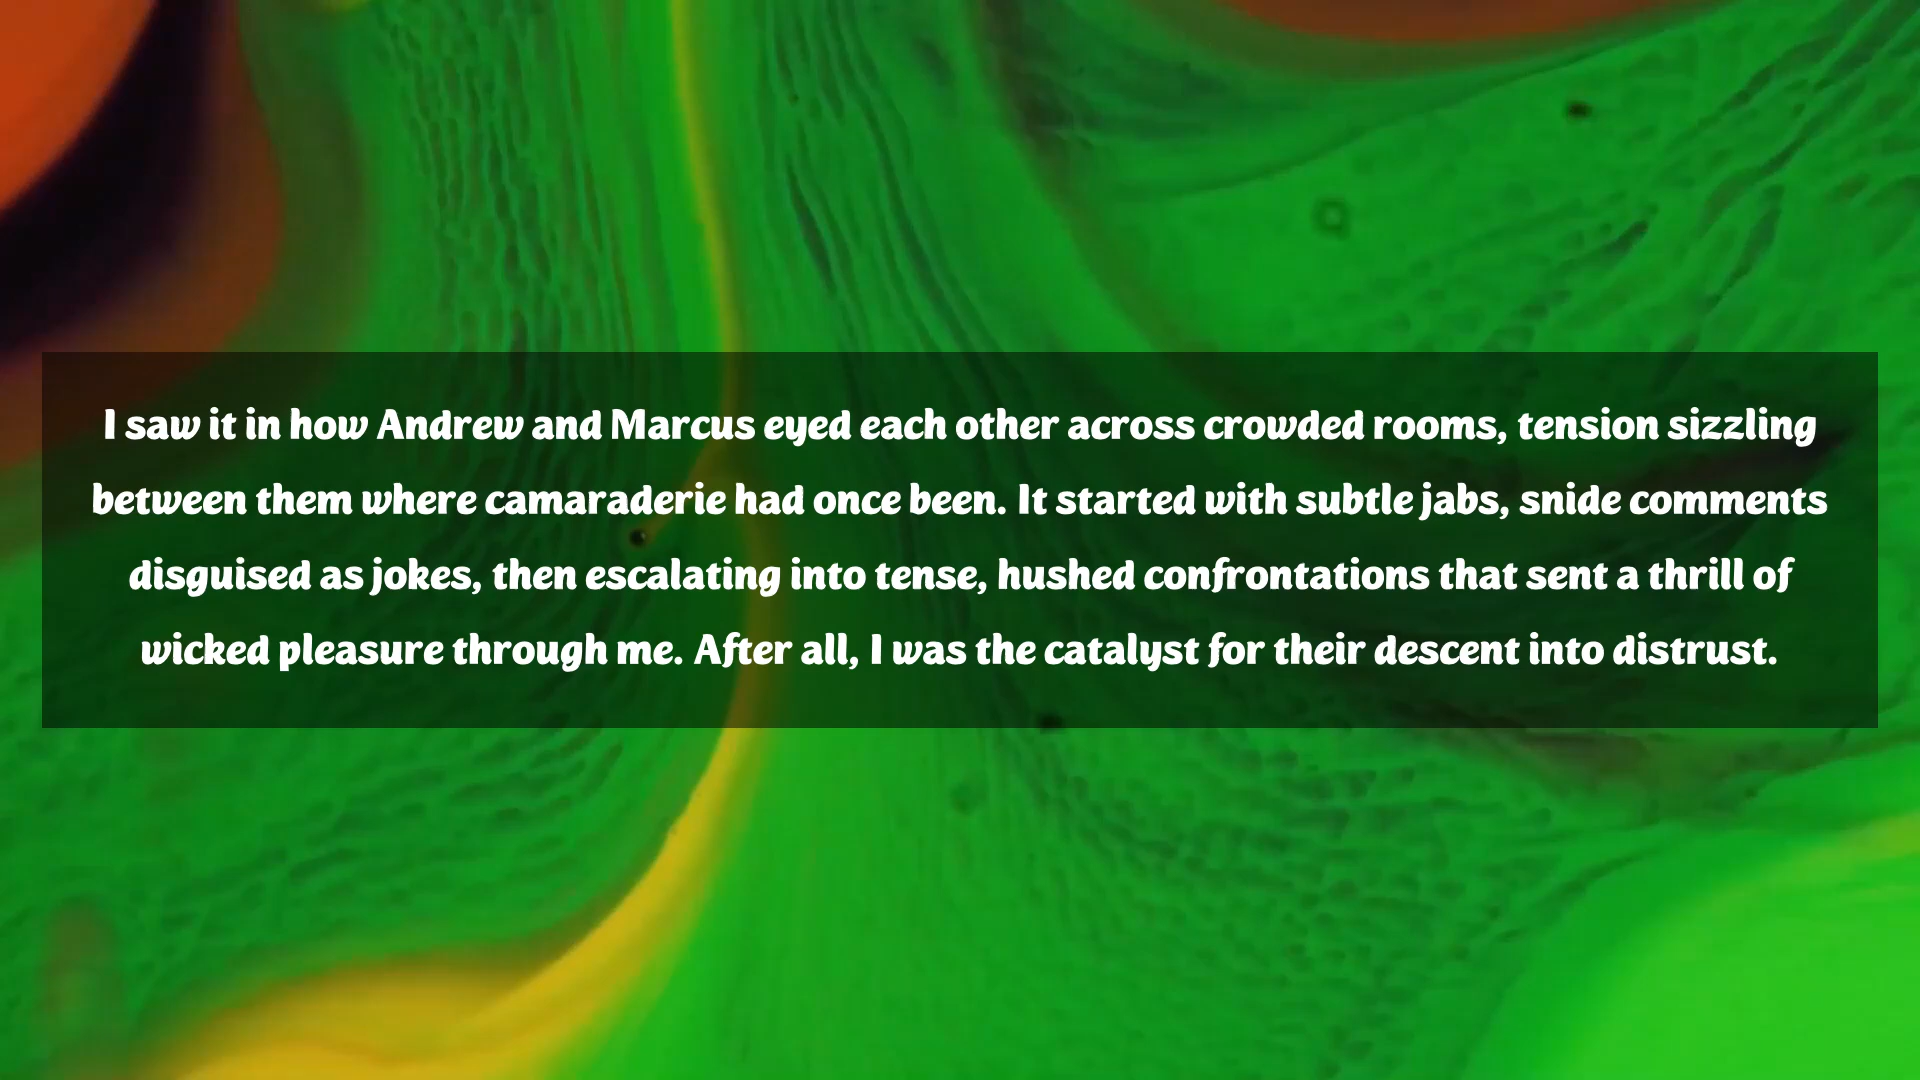 I saw it in how Andrew and Marcus eyed each other across crowded rooms, tension sizzling
between them where camaraderie had once been. It started with subtle jabs, snide comments
disguised as jokes, then escalating into tense, hushed confrontations that sent a thrill of
wicked pleasure through me. After all, I was the catalyst for their descent into distrust.